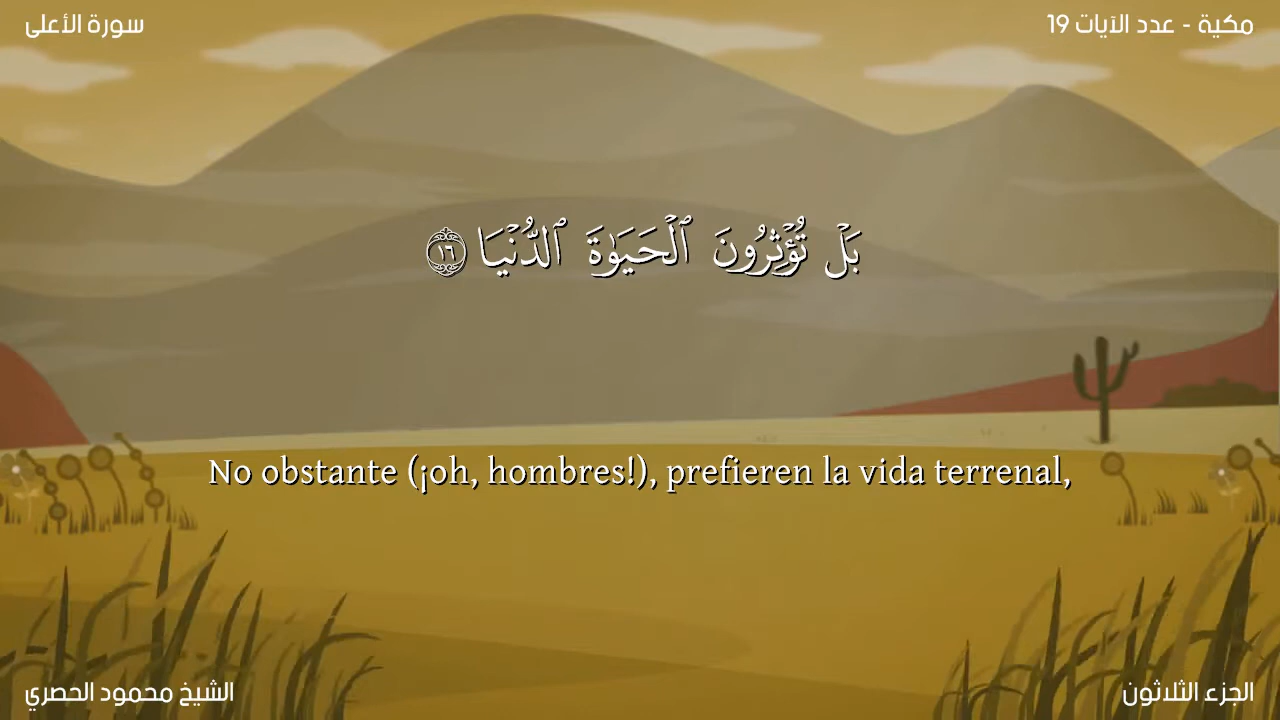 سورة الأعلى
مكية - عدد الآيات 19
بَلْ تُؤْثِرُونَ ٱلْحَيَوٰةَ ٱلدُّنْيَا ١٦
No obstante (¡oh, hombres!), prefieren la vida terrenal,
الشيخ محمود الحصري
الجزء الثلاثون